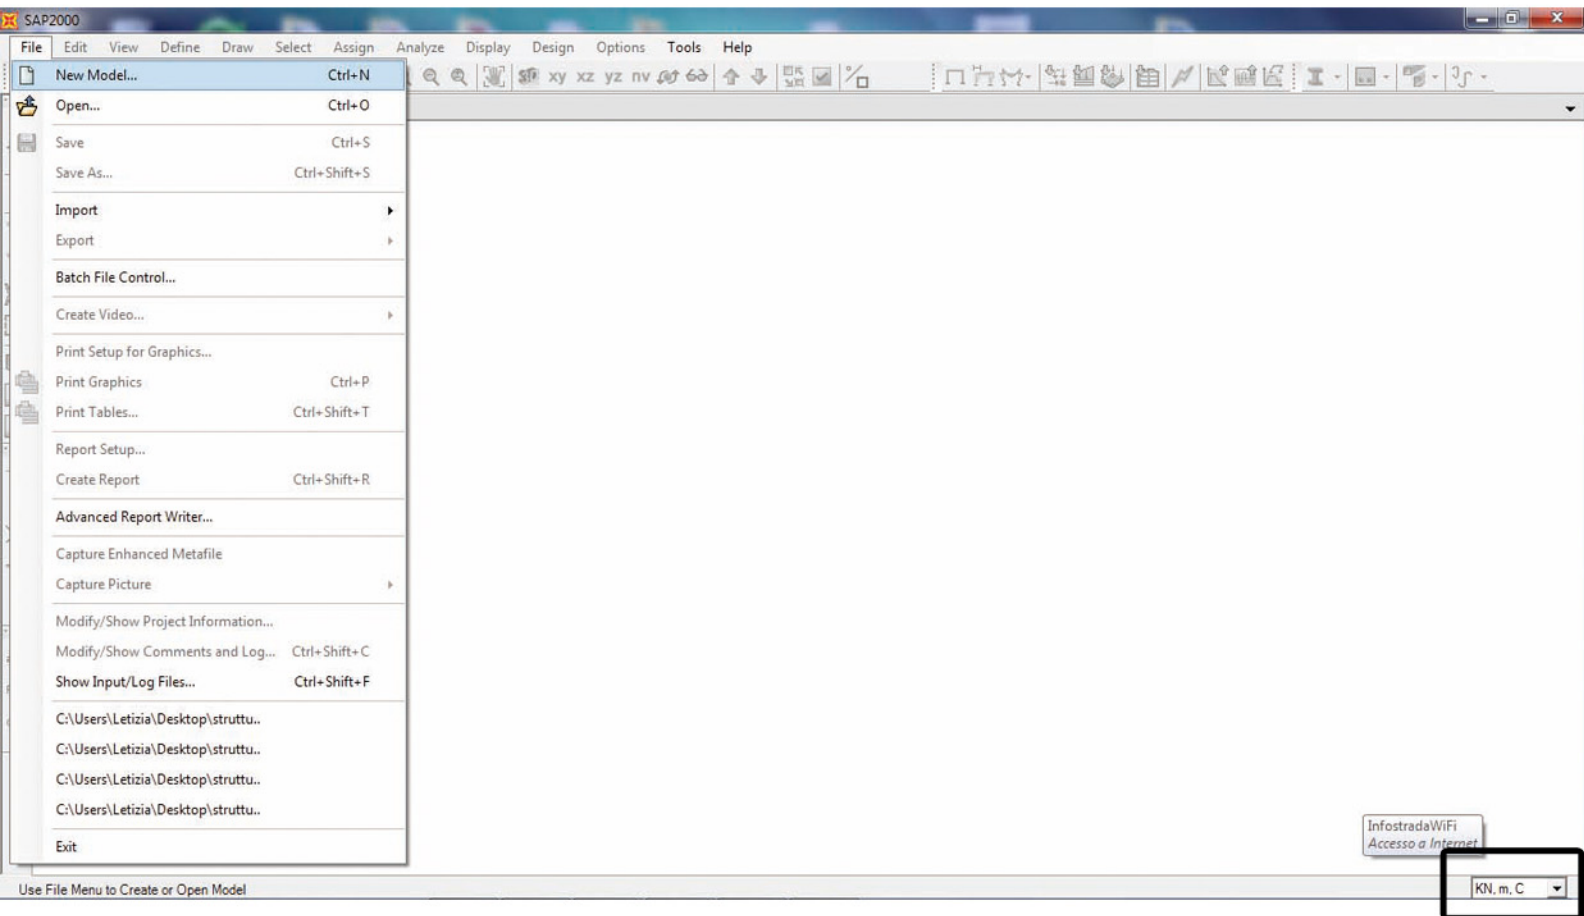 SAP2000
File Edit View Define Draw Select Assign Analyze Display Design Options Tools Help
xy xz yz nv
New Model... Ctrl+N
Open... Ctrl+O
Save Ctrl+S
Save As... Ctrl+Shift+S
Import
Export
Batch File Control...
Create Video...
Print Setup for Graphics...
Print Graphics Ctrl+P
Print Tables... Ctrl+Shift+T
Report Setup...
Create Report Ctrl+Shift+R
Advanced Report Writer...
Capture Enhanced Metafile
Capture Picture
Modify/Show Project Information...
Modify/Show Comments and Log... Ctrl+Shift+C
Show Input/Log Files... Ctrl+Shift+F
C:\Users\Letizia\Desktop\struttu..
C:\Users\Letizia\Desktop\struttu..
C:\Users\Letizia\Desktop\struttu..
C:\Users\Letizia\Desktop\struttu..
Exit
InfostradaWiFi
Accesso a Internet
Use File Menu to Create or Open Model
KN, m, C